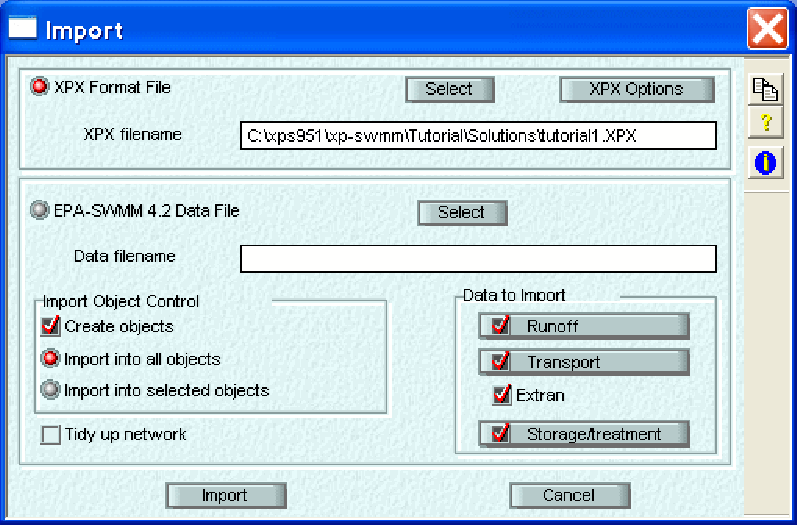 Import
XPX Format File
Select
XPX Options
XPX filename
C:\xps951\xp-swmm\Tutorial\Solutions\tutorial1.XPX
EPA-SWMM 4.2 Data File
Select
Data filename
Import Object Control
Data to Import
Create objects
Runoff
Import into all objects
Transport
Import into selected objects
Extran
Tidy up network
Storage/treatment
Import
Cancel